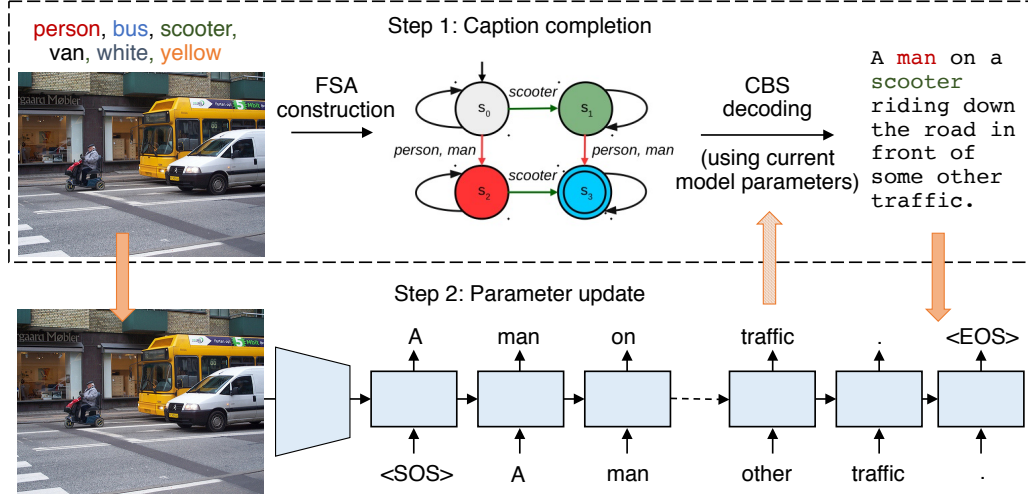 person, bus, scooter,
van, white, yellow
Step 1: Caption completion
FSA
construction
s0
scooter
s1
person, man
person, man
s2
scooter
s3
CBS
decoding
(using current
model parameters)
A man on a
scooter
riding down
the road in
front of
some other
traffic.
Step 2: Parameter update
A man on traffic . <EOS>
<SOS> A man other traffic .